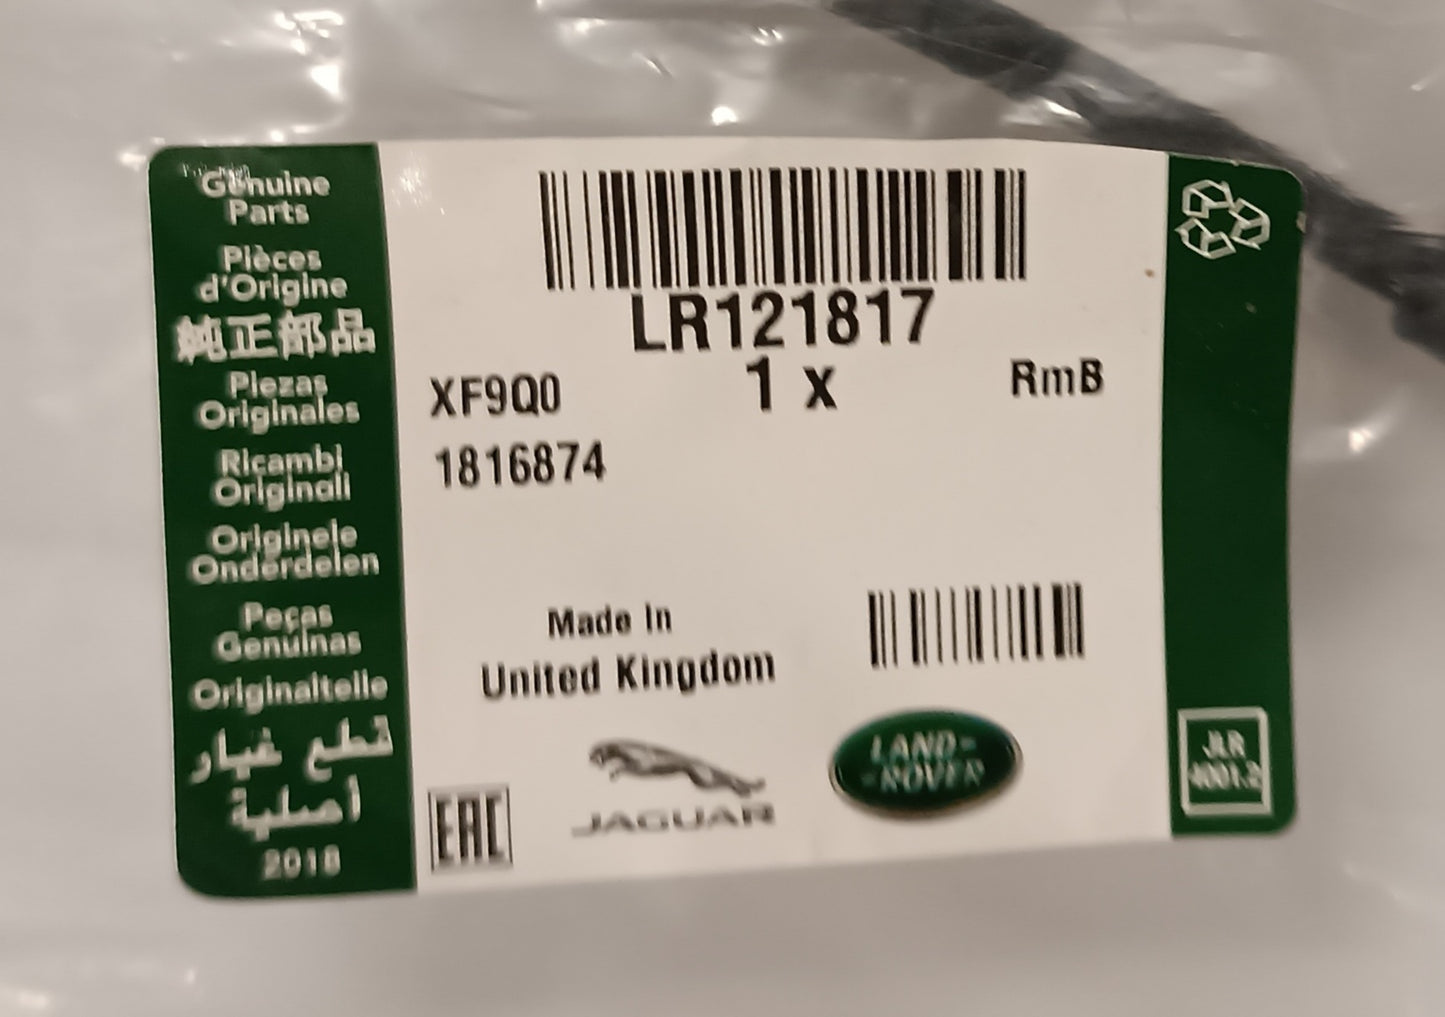 Genuine
Parts
Pièces
d'Origine
純正部品
Piezas
Originales
Ricambi
Originali
Originele
Onderdelen
Peças
Genuínas
Originalteile
قطع غيار
أصلية
2018
LR121817
XF9Q0
1 x
RmB
1816874
Made In
United Kingdom
EAC
JAGUAR
LAND-
-ROVER
JLR
4001.2